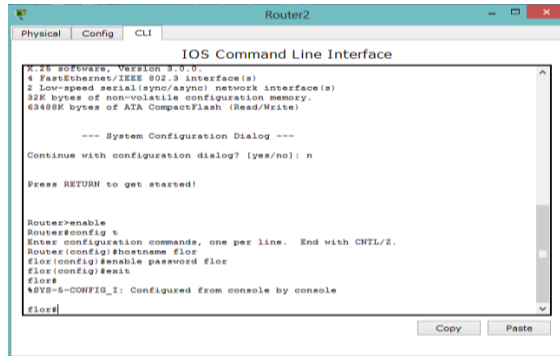 Router2
Physical Config CLI
IOS Command Line Interface
X.25 software, Version 3.0.0.
4 FastEthernet/IEEE 802.3 interface(s)
2 Low-speed serial(sync/async) network interface(s)
32K bytes of non-volatile configuration memory.
63488K bytes of ATA CompactFlash (Read/Write)
--- System Configuration Dialog ---
Continue with configuration dialog? [yes/no]: n
Press RETURN to get started!
Router>enable
Router#config t
Enter configuration commands, one per line. End with CNTL/Z.
Router(config)#hostname flor
flor(config)#enable password flor
flor(config)#exit
flor#
%SYS-5-CONFIG_I: Configured from console by console
flor#
Copy Paste